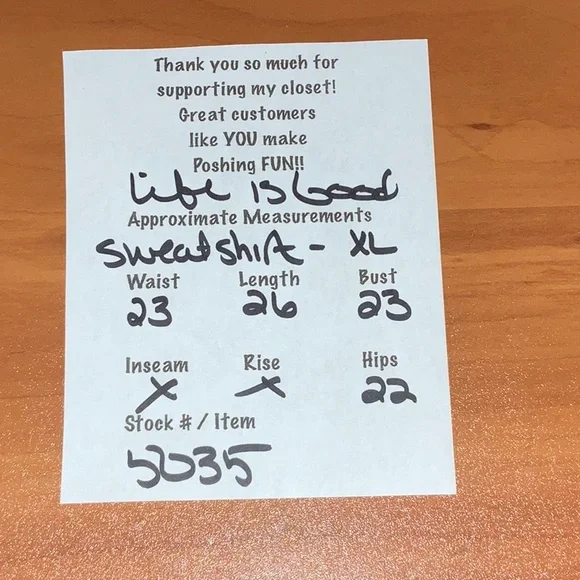 Thank you so much for
supporting my closet!
Great customers
like YOU make
Poshing FUN!!
Life is Good
Approximate Measurements
Sweatshirt - XL
Waist Length Bust
23 26 23
Inseam Rise Hips
X X 22
Stock # / Item
5035